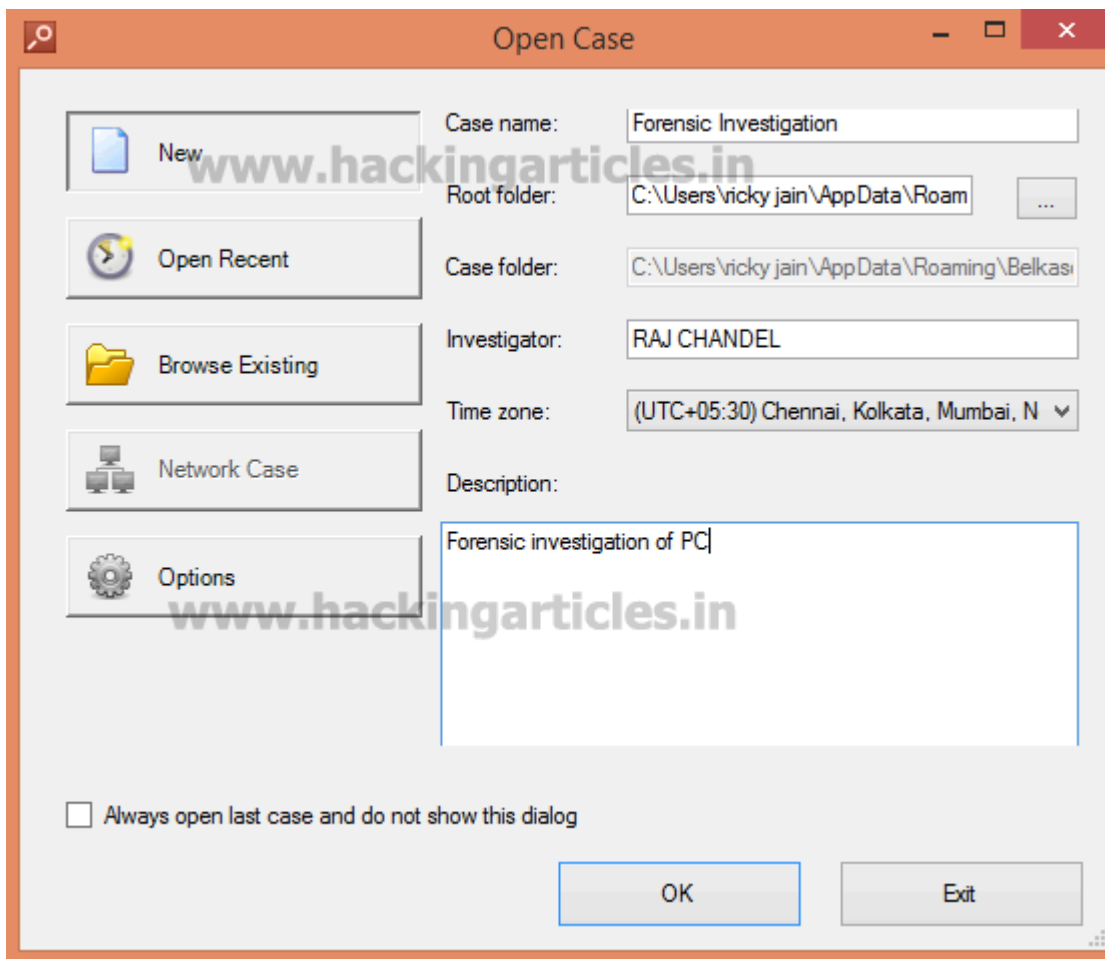 Open Case
New
Open Recent
Browse Existing
Network Case
Options
Case name:
Forensic Investigation
Root folder:
C:\Users\ricky jain\AppData\Roam
...
Case folder:
C:\Users\ricky jain\AppData\Roaming\Belkas
Investigator:
RAJ CHANDEL
Time zone:
(UTC+05:30) Chennai, Kolkata, Mumbai, N
Description:
Forensic investigation of PC
www.hackingarticles.in
www.hackingarticles.in
Always open last case and do not show this dialog
OK
Exit